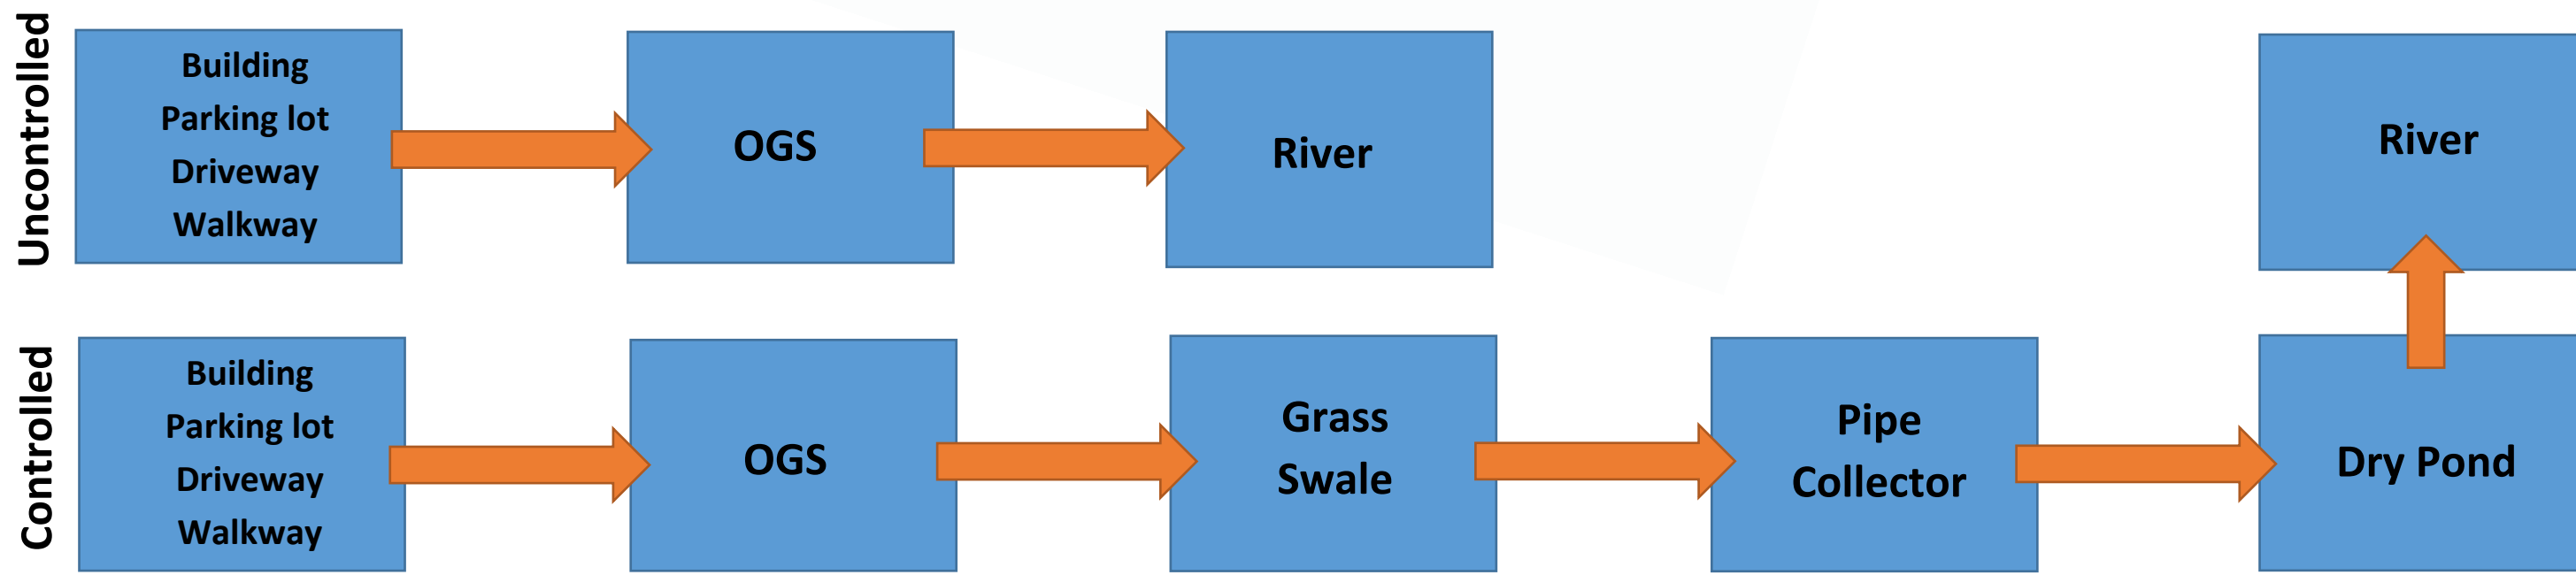 Uncontrolled
Building
Parking lot
Driveway
Walkway
OGS
River
River
Controlled
Building
Parking lot
Driveway
Walkway
OGS
Grass
Swale
Pipe
Collector
Dry Pond